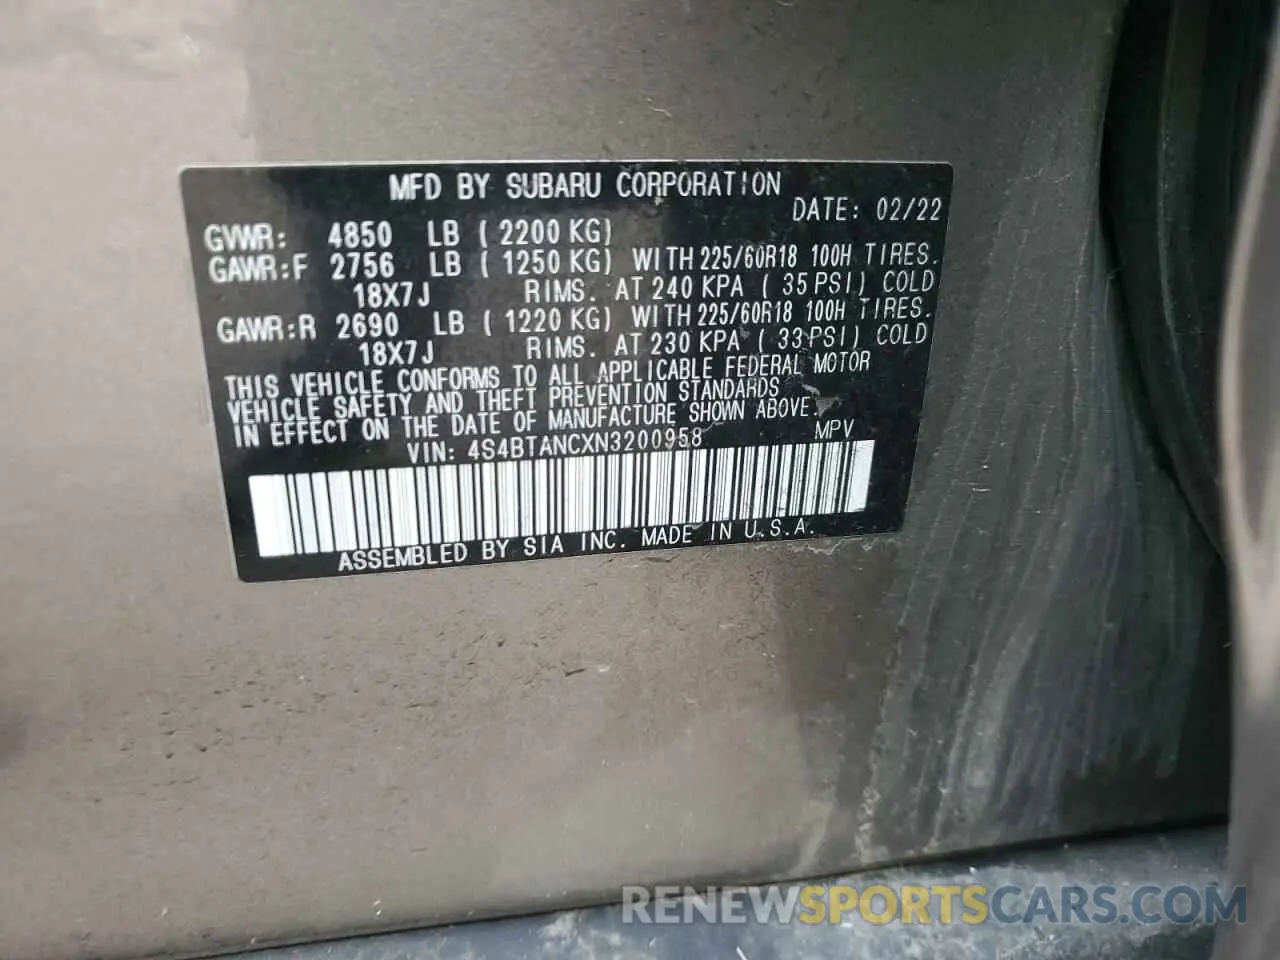 MFD BY SUBARU CORPORATION
DATE: 02/22
GVWR: 4850 LB ( 2200 KG)
GAWR:F 2756 LB ( 1250 KG) WITH 225/60R18 100H TIRES.
18X7J RIMS. AT 240 KPA ( 35 PSI) COLD
GAWR:R 2690 LB ( 1220 KG) WITH 225/60R18 100H TIRES.
18X7J RIMS. AT 230 KPA ( 33 PSI) COLD
THIS VEHICLE CONFORMS TO ALL APPLICABLE FEDERAL MOTOR
VEHICLE SAFETY AND THEFT PREVENTION STANDARDS
IN EFFECT ON THE DATE OF MANUFACTURE SHOWN ABOVE.
VIN: 4S4BTANCXN3200958 MPV
ASSEMBLED BY SIA INC. MADE IN U.S.A.
RENEWSPORTSCARS.COM